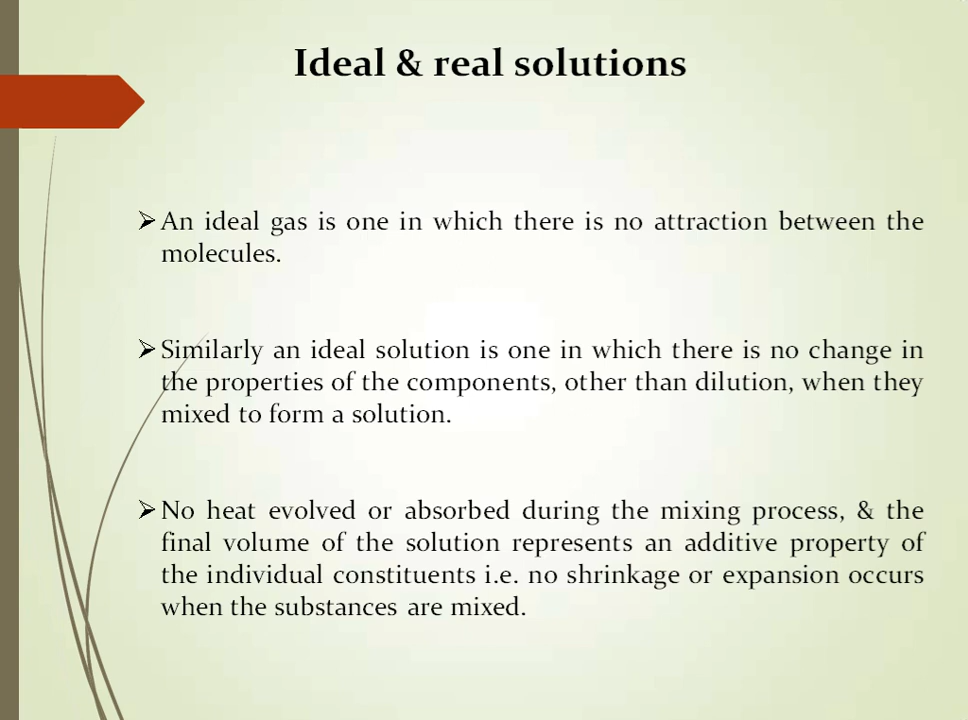 Ideal & real solutions
➢An ideal gas is one in which there is no attraction between the
molecules.
➢Similarly an ideal solution is one in which there is no change in
the properties of the components, other than dilution, when they
mixed to form a solution.
➢No heat evolved or absorbed during the mixing process, & the
final volume of the solution represents an additive property of
the individual constituents i.e. no shrinkage or expansion occurs
when the substances are mixed.